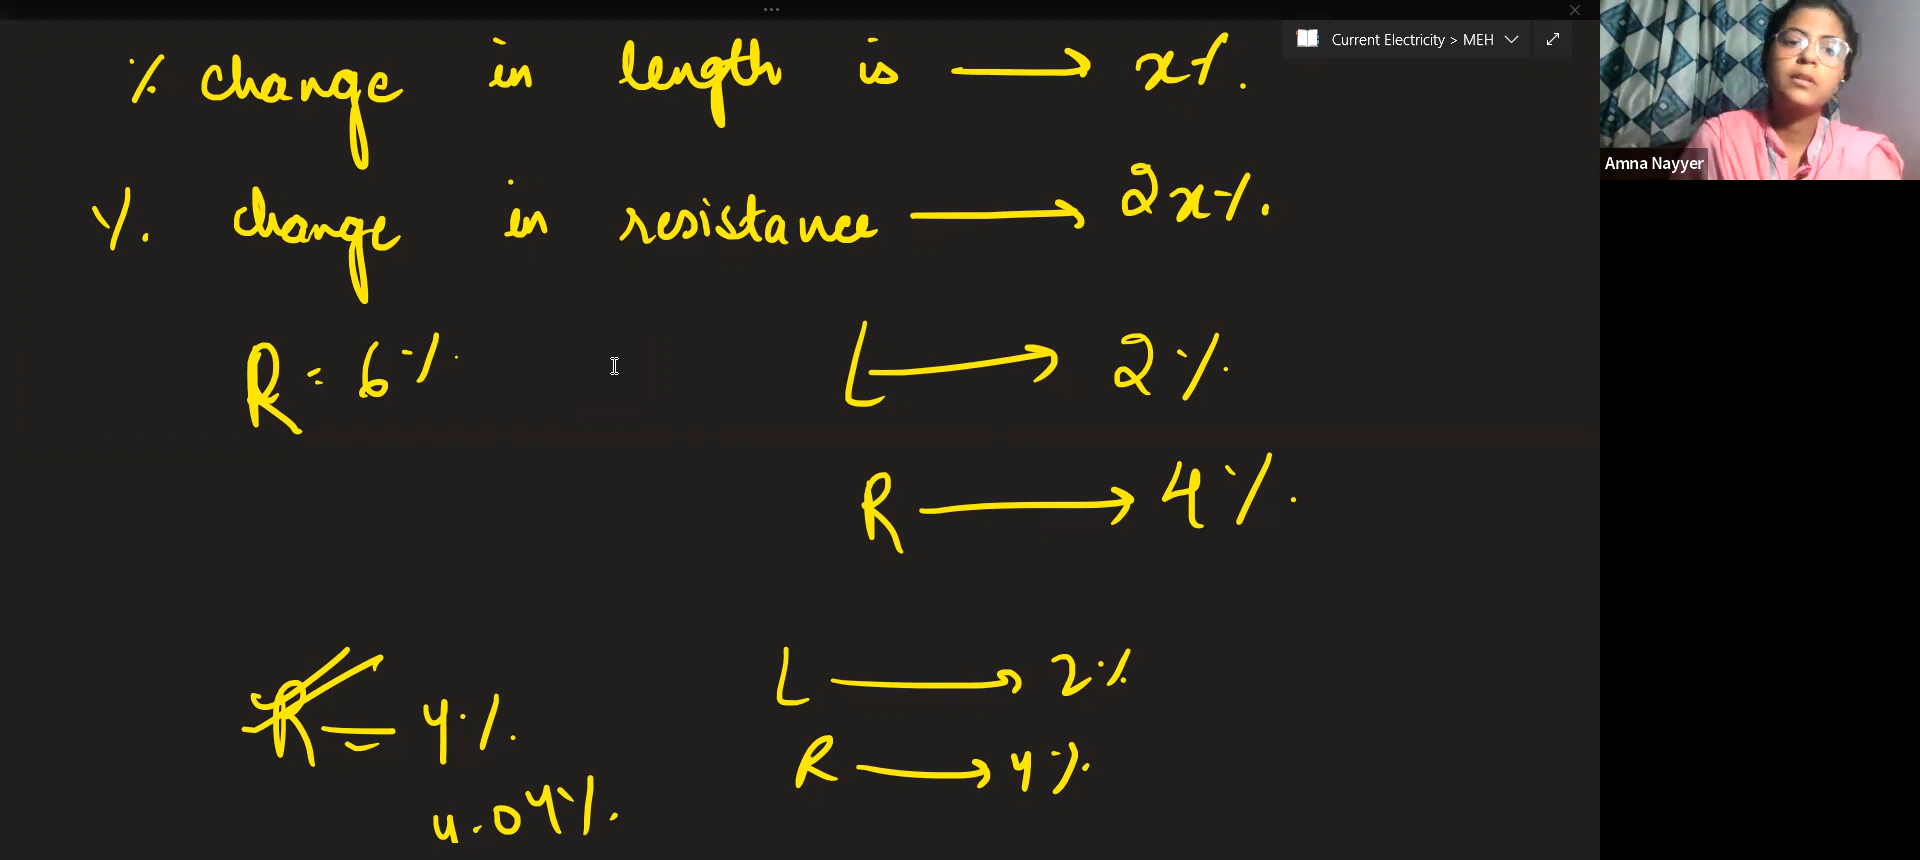 % change in length is → x%.
Current Electricity > MEH
Amna Nayyer
% change in resistance → 2x%.
R = 6%.
L → 2%.
R → 4%.
L → 2%.
R = 4%.
R → 4%.
4.04%.